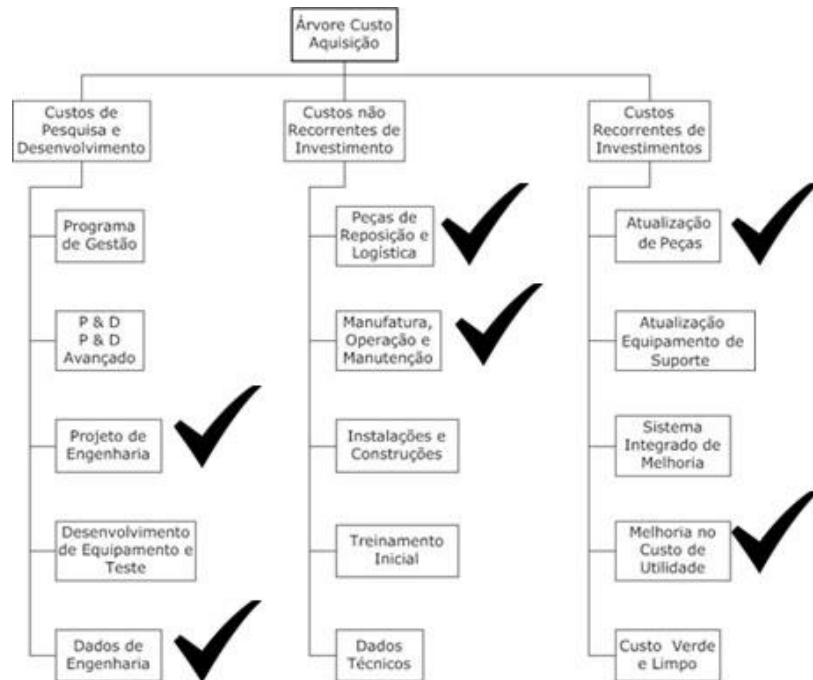 Árvore Custo
Aquisição
Custos de
Pesquisa e
Desenvolvimento
Custos não
Recorrentes de
Investimento
Custos
Recorrentes de
Investimentos
Programa
de Gestão
P & D
P & D
Avançado
Projeto de
Engenharia
Desenvolvimento
de Equipamento e
Teste
Dados de
Engenharia
Peças de
Reposição e
Logística
Manufatura,
Operação e
Manutenção
Instalações e
Construções
Treinamento
Inicial
Dados
Técnicos
Atualização
de Peças
Atualização
Equipamento de
Suporte
Sistema
Integrado de
Melhoria
Melhoria no
Custo de
Utilidade
Custo Verde
e Limpo